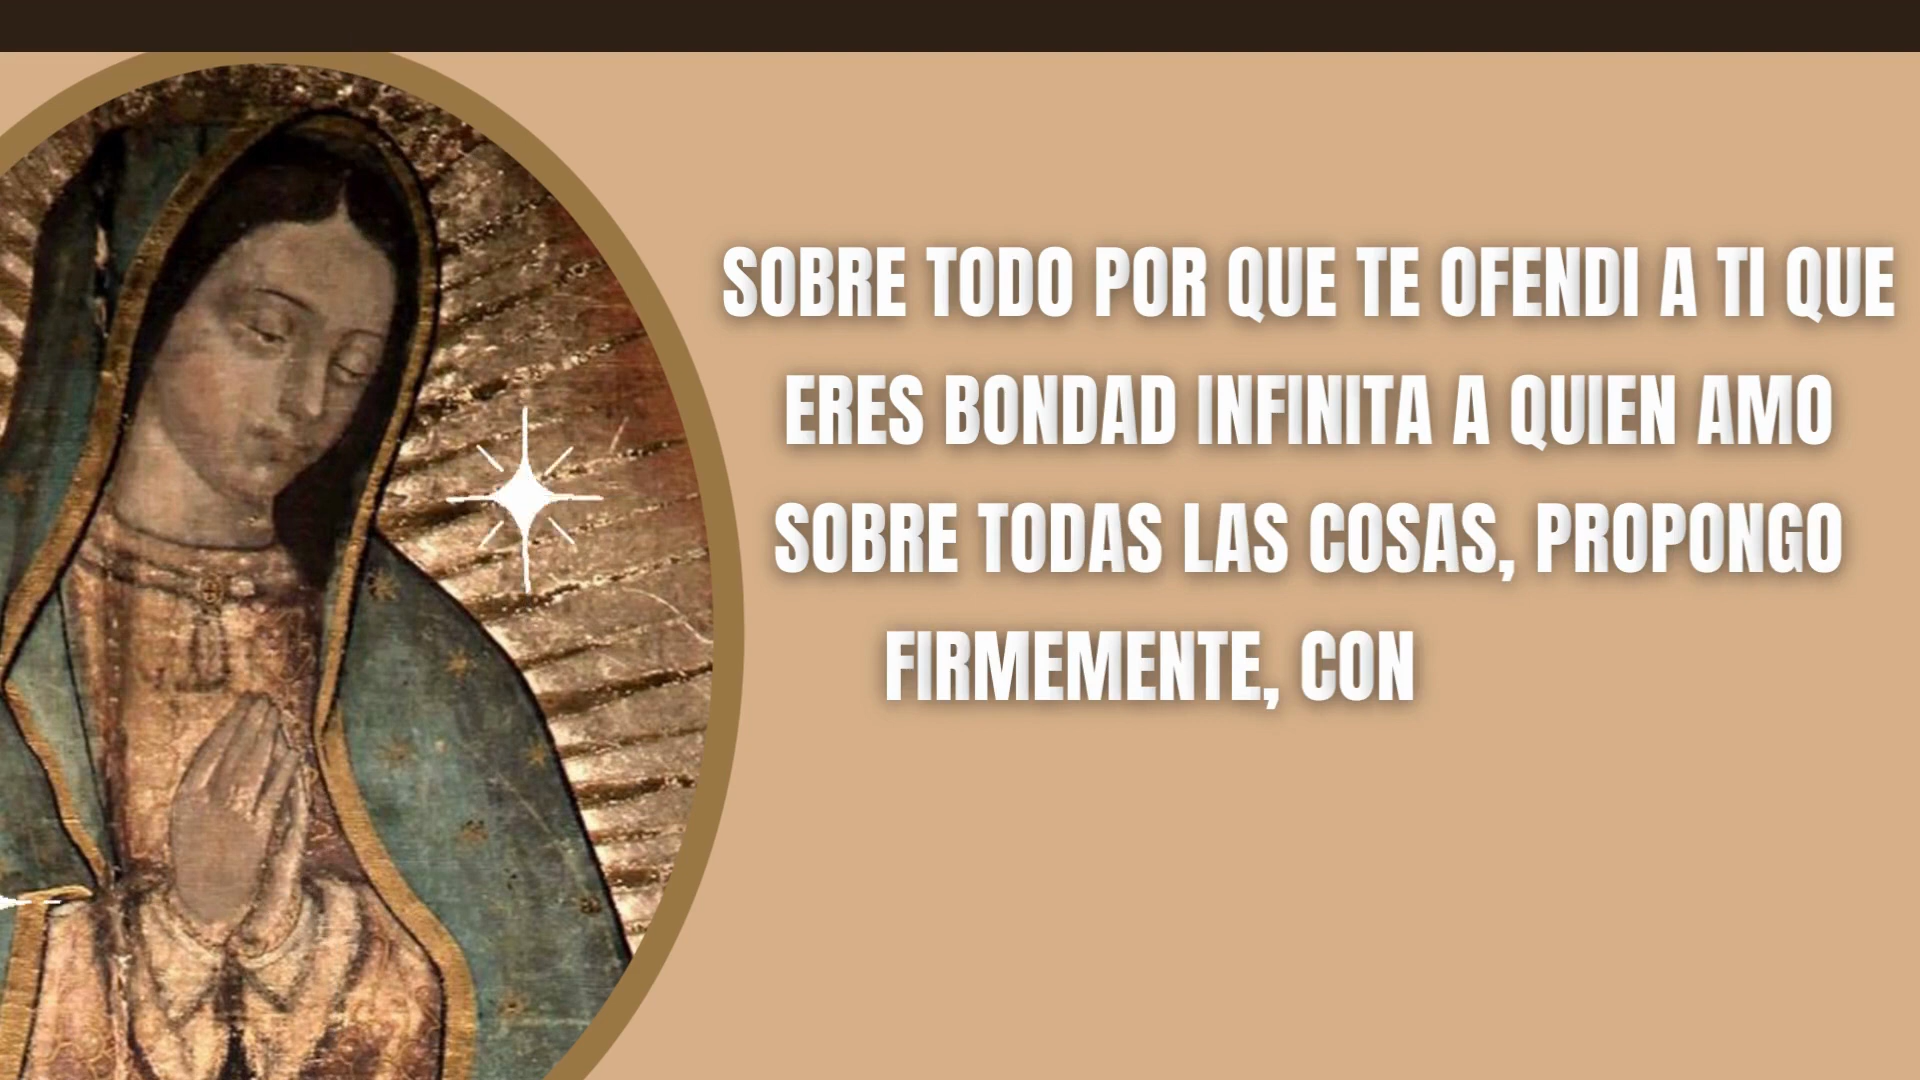 SOBRE TODO POR QUE TE OFENDI A TI QUE
ERES BONDAD INFINITA A QUIEN AMO
SOBRE TODAS LAS COSAS, PROPONGO
FIRMEMENTE, CON